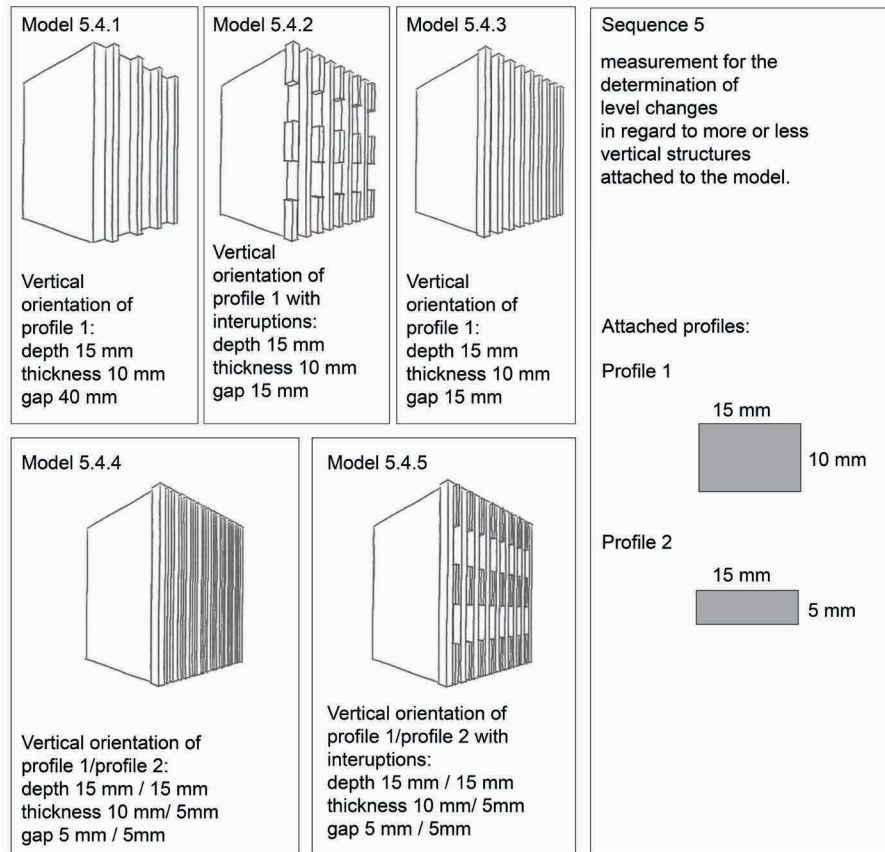 Model 5.4.1
Vertical
orientation of
profile 1:
depth 15 mm
thickness 10 mm
gap 40 mm
Model 5.4.2
Vertical
orientation of
profile 1 with
interuptions:
depth 15 mm
thickness 10 mm
gap 15 mm
Model 5.4.3
Vertical
orientation of
profile 1:
depth 15 mm
thickness 10 mm
gap 15 mm
Model 5.4.4
Vertical orientation of
profile 1/profile 2:
depth 15 mm / 15 mm
thickness 10 mm/ 5mm
gap 5 mm / 5mm
Model 5.4.5
Vertical orientation of
profile 1/profile 2 with
interuptions:
depth 15 mm / 15 mm
thickness 10 mm/ 5mm
gap 5 mm / 5mm
Sequence 5
measurement for the
determination of
level changes
in regard to more or less
vertical structures
attached to the model.
Attached profiles:
Profile 1
15 mm
10 mm
Profile 2
15 mm
5 mm